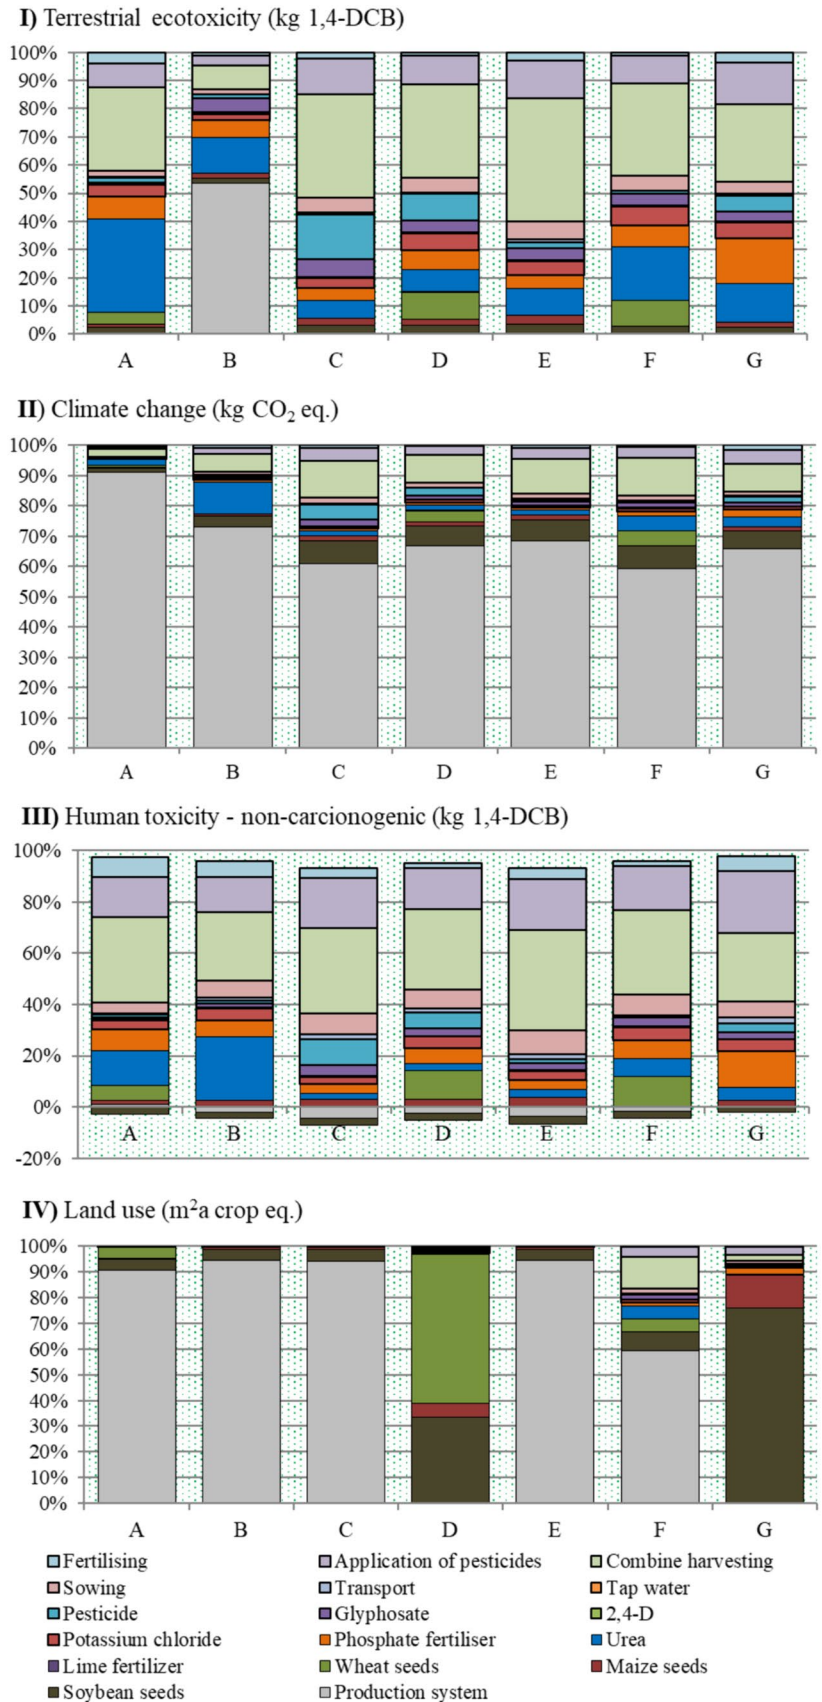 I) Terrestrial ecotoxicity (kg 1,4-DCB)
100%
90%
80%
70%
60%
50%
40%
30%
20%
10%
0%
A B C D E F G
II) Climate change (kg CO₂ eq.)
100%
90%
80%
70%
60%
50%
40%
30%
20%
10%
0%
A B C D E F G
III) Human toxicity - non-carcionogenic (kg 1,4-DCB)
100%
80%
60%
40%
20%
0%
A B C D E F G
-20%
IV) Land use (m²a crop eq.)
100%
90%
80%
70%
60%
50%
40%
30%
20%
10%
0%
A B C D E F G
Fertilising Application of pesticides Combine harvesting
Sowing Transport Tap water
Pesticide Glyphosate 2,4-D
Potassium chloride Phosphate fertiliser Urea
Lime fertilizer Wheat seeds Maize seeds
Soybean seeds Production system